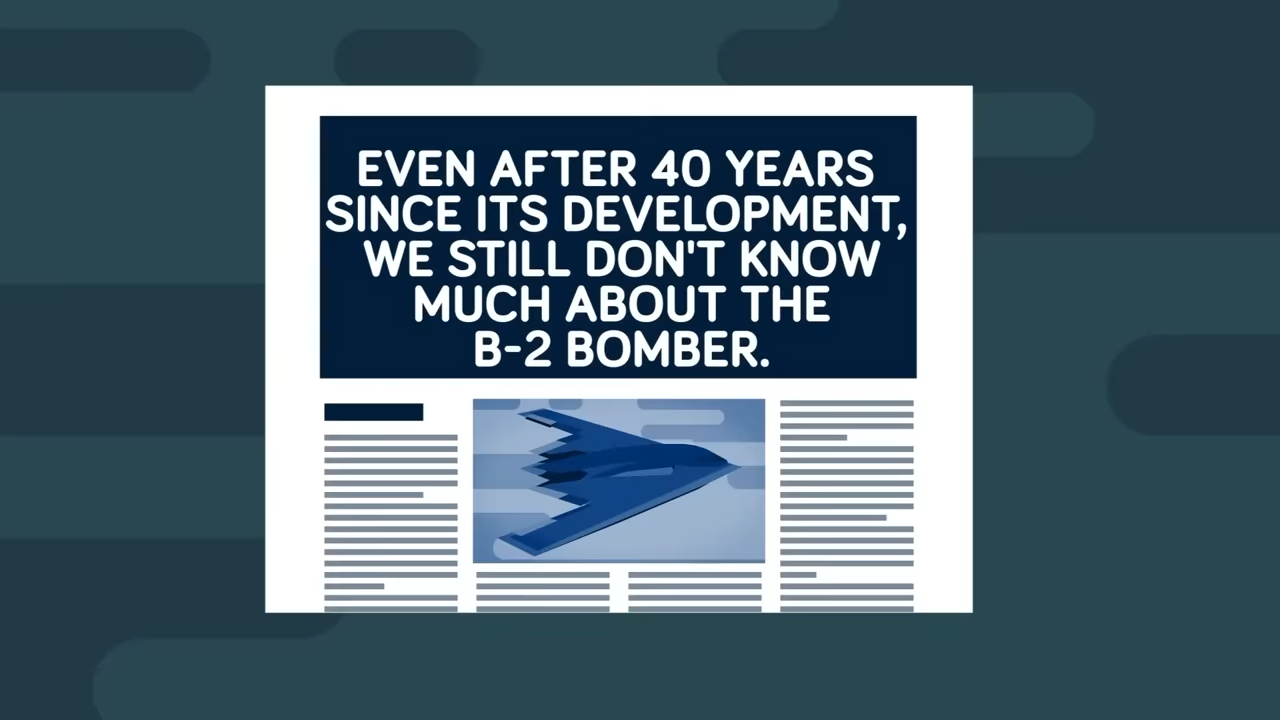 EVEN AFTER 40 YEARS
SINCE ITS DEVELOPMENT,
WE STILL DON'T KNOW
MUCH ABOUT THE
B-2 BOMBER.